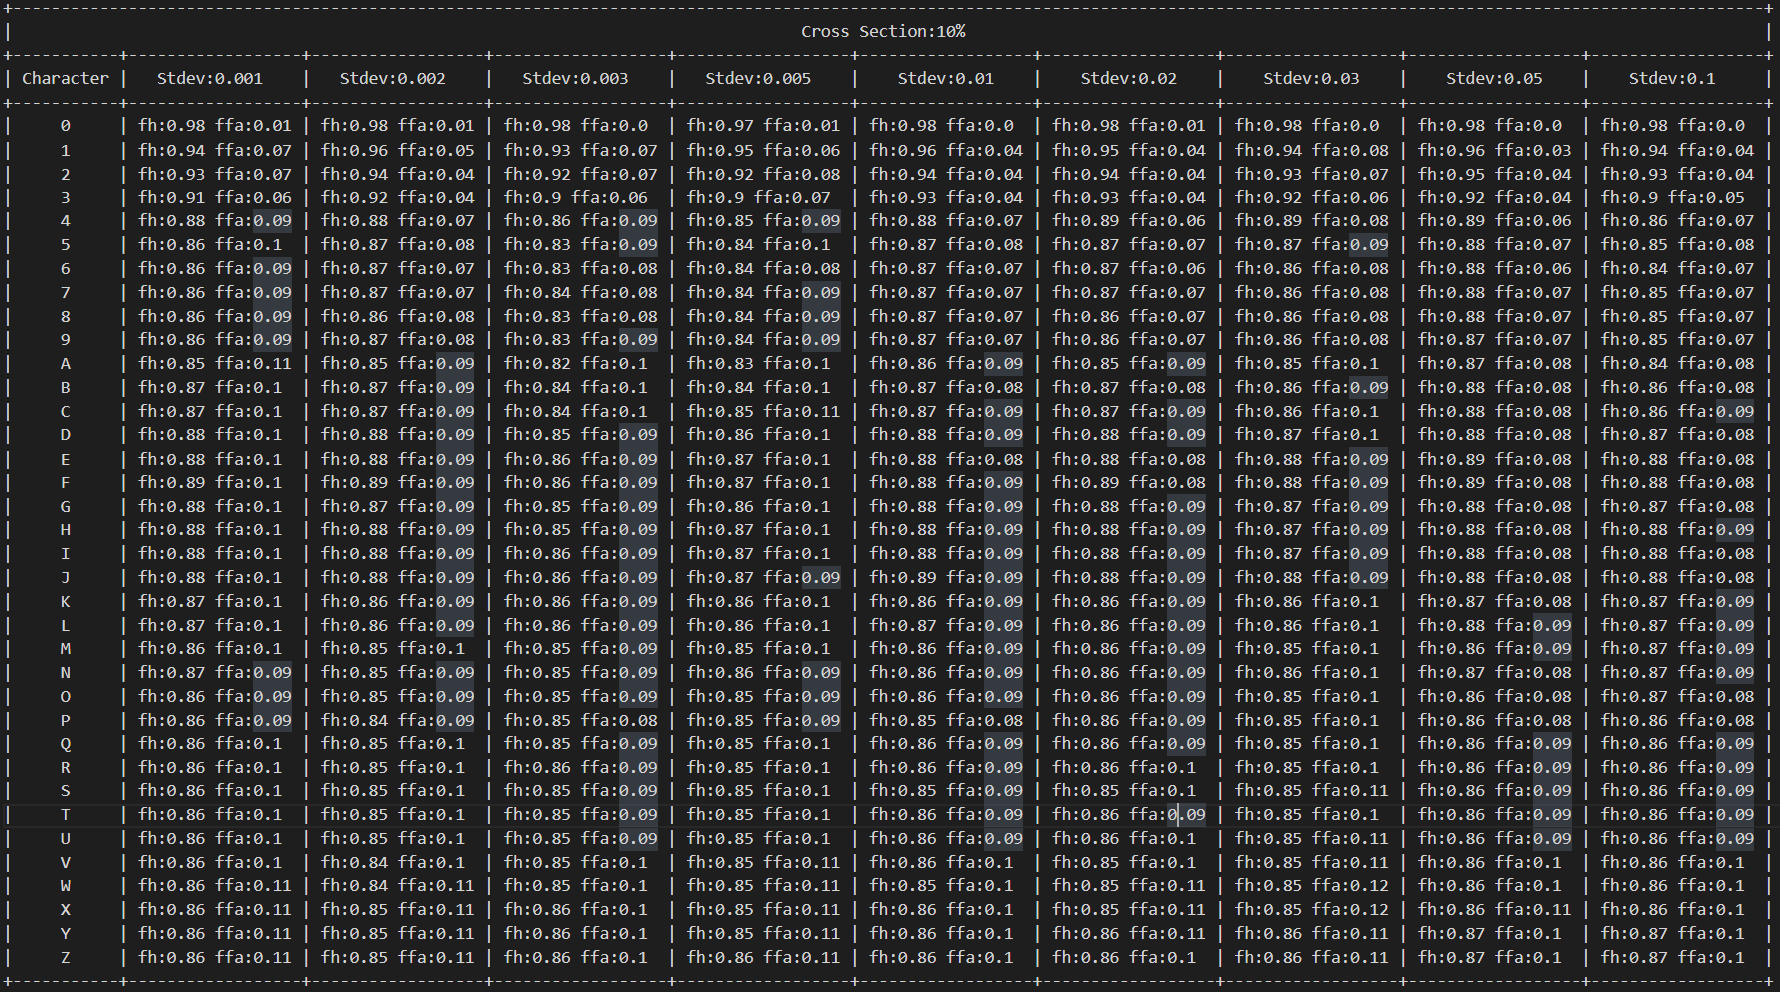 Cross Section:10%
| Character | Stdev:0.001 | Stdev:0.002 | Stdev:0.003 | Stdev:0.005 | Stdev:0.01 | Stdev:0.02 | Stdev:0.03 | Stdev:0.05 | Stdev:0.1 |
| 0 | fh:0.98 ffa:0.01 | fh:0.98 ffa:0.01 | fh:0.98 ffa:0.0 | fh:0.97 ffa:0.01 | fh:0.98 ffa:0.0 | fh:0.98 ffa:0.01 | fh:0.98 ffa:0.0 | fh:0.98 ffa:0.0 | fh:0.98 ffa:0.0 |
| 1 | fh:0.94 ffa:0.07 | fh:0.96 ffa:0.05 | fh:0.93 ffa:0.07 | fh:0.95 ffa:0.06 | fh:0.96 ffa:0.04 | fh:0.95 ffa:0.04 | fh:0.94 ffa:0.08 | fh:0.96 ffa:0.03 | fh:0.94 ffa:0.04 |
| 2 | fh:0.93 ffa:0.07 | fh:0.94 ffa:0.04 | fh:0.92 ffa:0.07 | fh:0.92 ffa:0.08 | fh:0.94 ffa:0.04 | fh:0.94 ffa:0.04 | fh:0.93 ffa:0.07 | fh:0.95 ffa:0.04 | fh:0.93 ffa:0.04 |
| 3 | fh:0.91 ffa:0.06 | fh:0.92 ffa:0.04 | fh:0.9 ffa:0.06 | fh:0.9 ffa:0.07 | fh:0.93 ffa:0.04 | fh:0.93 ffa:0.04 | fh:0.92 ffa:0.06 | fh:0.92 ffa:0.04 | fh:0.9 ffa:0.05 |
| 4 | fh:0.88 ffa:0.09 | fh:0.88 ffa:0.07 | fh:0.86 ffa:0.09 | fh:0.85 ffa:0.09 | fh:0.88 ffa:0.07 | fh:0.89 ffa:0.06 | fh:0.89 ffa:0.08 | fh:0.89 ffa:0.06 | fh:0.86 ffa:0.07 |
| 5 | fh:0.86 ffa:0.1 | fh:0.87 ffa:0.08 | fh:0.83 ffa:0.09 | fh:0.84 ffa:0.1 | fh:0.87 ffa:0.08 | fh:0.87 ffa:0.07 | fh:0.87 ffa:0.09 | fh:0.88 ffa:0.07 | fh:0.85 ffa:0.08 |
| 6 | fh:0.86 ffa:0.09 | fh:0.87 ffa:0.07 | fh:0.83 ffa:0.08 | fh:0.84 ffa:0.08 | fh:0.87 ffa:0.07 | fh:0.87 ffa:0.06 | fh:0.86 ffa:0.08 | fh:0.88 ffa:0.06 | fh:0.84 ffa:0.07 |
| 7 | fh:0.86 ffa:0.09 | fh:0.87 ffa:0.07 | fh:0.84 ffa:0.08 | fh:0.84 ffa:0.09 | fh:0.87 ffa:0.07 | fh:0.87 ffa:0.07 | fh:0.86 ffa:0.08 | fh:0.88 ffa:0.07 | fh:0.85 ffa:0.07 |
| 8 | fh:0.86 ffa:0.09 | fh:0.86 ffa:0.08 | fh:0.83 ffa:0.08 | fh:0.84 ffa:0.09 | fh:0.87 ffa:0.07 | fh:0.86 ffa:0.07 | fh:0.86 ffa:0.08 | fh:0.88 ffa:0.07 | fh:0.85 ffa:0.07 |
| 9 | fh:0.86 ffa:0.09 | fh:0.87 ffa:0.08 | fh:0.83 ffa:0.09 | fh:0.84 ffa:0.09 | fh:0.87 ffa:0.07 | fh:0.86 ffa:0.07 | fh:0.86 ffa:0.08 | fh:0.87 ffa:0.07 | fh:0.85 ffa:0.07 |
| A | fh:0.85 ffa:0.11 | fh:0.85 ffa:0.09 | fh:0.82 ffa:0.1 | fh:0.83 ffa:0.1 | fh:0.86 ffa:0.09 | fh:0.85 ffa:0.09 | fh:0.85 ffa:0.1 | fh:0.87 ffa:0.08 | fh:0.84 ffa:0.08 |
| B | fh:0.87 ffa:0.1 | fh:0.87 ffa:0.09 | fh:0.84 ffa:0.1 | fh:0.84 ffa:0.1 | fh:0.87 ffa:0.08 | fh:0.87 ffa:0.08 | fh:0.86 ffa:0.09 | fh:0.88 ffa:0.08 | fh:0.86 ffa:0.08 |
| C | fh:0.87 ffa:0.1 | fh:0.87 ffa:0.09 | fh:0.84 ffa:0.1 | fh:0.85 ffa:0.11 | fh:0.87 ffa:0.09 | fh:0.87 ffa:0.09 | fh:0.86 ffa:0.1 | fh:0.88 ffa:0.08 | fh:0.86 ffa:0.09 |
| D | fh:0.88 ffa:0.1 | fh:0.88 ffa:0.09 | fh:0.85 ffa:0.09 | fh:0.86 ffa:0.1 | fh:0.88 ffa:0.09 | fh:0.88 ffa:0.09 | fh:0.87 ffa:0.1 | fh:0.88 ffa:0.08 | fh:0.87 ffa:0.08 |
| E | fh:0.88 ffa:0.1 | fh:0.88 ffa:0.09 | fh:0.86 ffa:0.09 | fh:0.87 ffa:0.1 | fh:0.88 ffa:0.08 | fh:0.88 ffa:0.08 | fh:0.88 ffa:0.09 | fh:0.89 ffa:0.08 | fh:0.88 ffa:0.08 |
| F | fh:0.89 ffa:0.1 | fh:0.89 ffa:0.09 | fh:0.86 ffa:0.09 | fh:0.87 ffa:0.1 | fh:0.88 ffa:0.09 | fh:0.89 ffa:0.08 | fh:0.88 ffa:0.09 | fh:0.89 ffa:0.08 | fh:0.88 ffa:0.08 |
| G | fh:0.88 ffa:0.1 | fh:0.87 ffa:0.09 | fh:0.85 ffa:0.09 | fh:0.86 ffa:0.1 | fh:0.88 ffa:0.09 | fh:0.88 ffa:0.09 | fh:0.87 ffa:0.09 | fh:0.88 ffa:0.08 | fh:0.88 ffa:0.08 |
| H | fh:0.87 ffa:0.1 | fh:0.88 ffa:0.09 | fh:0.85 ffa:0.09 | fh:0.87 ffa:0.1 | fh:0.88 ffa:0.09 | fh:0.88 ffa:0.09 | fh:0.87 ffa:0.09 | fh:0.88 ffa:0.08 | fh:0.88 ffa:0.09 |
| I | fh:0.88 ffa:0.1 | fh:0.88 ffa:0.09 | fh:0.86 ffa:0.09 | fh:0.87 ffa:0.1 | fh:0.88 ffa:0.09 | fh:0.88 ffa:0.09 | fh:0.87 ffa:0.09 | fh:0.88 ffa:0.08 | fh:0.88 ffa:0.08 |
| J | fh:0.88 ffa:0.1 | fh:0.88 ffa:0.09 | fh:0.86 ffa:0.09 | fh:0.87 ffa:0.09 | fh:0.89 ffa:0.09 | fh:0.88 ffa:0.09 | fh:0.88 ffa:0.09 | fh:0.88 ffa:0.08 | fh:0.88 ffa:0.08 |
| K | fh:0.87 ffa:0.1 | fh:0.86 ffa:0.09 | fh:0.86 ffa:0.09 | fh:0.86 ffa:0.1 | fh:0.86 ffa:0.09 | fh:0.86 ffa:0.09 | fh:0.86 ffa:0.1 | fh:0.87 ffa:0.08 | fh:0.87 ffa:0.09 |
| L | fh:0.87 ffa:0.1 | fh:0.86 ffa:0.09 | fh:0.86 ffa:0.09 | fh:0.86 ffa:0.1 | fh:0.87 ffa:0.09 | fh:0.86 ffa:0.09 | fh:0.86 ffa:0.1 | fh:0.88 ffa:0.09 | fh:0.87 ffa:0.09 |
| M | fh:0.86 ffa:0.1 | fh:0.85 ffa:0.1 | fh:0.85 ffa:0.09 | fh:0.85 ffa:0.1 | fh:0.86 ffa:0.09 | fh:0.86 ffa:0.09 | fh:0.85 ffa:0.1 | fh:0.86 ffa:0.09 | fh:0.87 ffa:0.09 |
| N | fh:0.87 ffa:0.09 | fh:0.85 ffa:0.09 | fh:0.85 ffa:0.09 | fh:0.86 ffa:0.09 | fh:0.86 ffa:0.09 | fh:0.86 ffa:0.09 | fh:0.86 ffa:0.1 | fh:0.87 ffa:0.08 | fh:0.87 ffa:0.09 |
| O | fh:0.86 ffa:0.09 | fh:0.85 ffa:0.09 | fh:0.85 ffa:0.09 | fh:0.85 ffa:0.09 | fh:0.86 ffa:0.09 | fh:0.86 ffa:0.09 | fh:0.85 ffa:0.1 | fh:0.86 ffa:0.08 | fh:0.87 ffa:0.08 |
| P | fh:0.86 ffa:0.09 | fh:0.84 ffa:0.09 | fh:0.85 ffa:0.08 | fh:0.85 ffa:0.09 | fh:0.85 ffa:0.08 | fh:0.86 ffa:0.09 | fh:0.85 ffa:0.1 | fh:0.86 ffa:0.08 | fh:0.86 ffa:0.08 |
| Q | fh:0.86 ffa:0.1 | fh:0.85 ffa:0.1 | fh:0.85 ffa:0.09 | fh:0.85 ffa:0.1 | fh:0.86 ffa:0.09 | fh:0.86 ffa:0.09 | fh:0.85 ffa:0.1 | fh:0.86 ffa:0.09 | fh:0.86 ffa:0.09 |
| R | fh:0.86 ffa:0.1 | fh:0.85 ffa:0.1 | fh:0.86 ffa:0.09 | fh:0.85 ffa:0.1 | fh:0.86 ffa:0.09 | fh:0.86 ffa:0.1 | fh:0.85 ffa:0.1 | fh:0.86 ffa:0.09 | fh:0.86 ffa:0.09 |
| S | fh:0.86 ffa:0.1 | fh:0.85 ffa:0.1 | fh:0.85 ffa:0.09 | fh:0.85 ffa:0.1 | fh:0.86 ffa:0.09 | fh:0.85 ffa:0.1 | fh:0.85 ffa:0.11 | fh:0.86 ffa:0.09 | fh:0.86 ffa:0.09 |
| T | fh:0.86 ffa:0.1 | fh:0.85 ffa:0.1 | fh:0.85 ffa:0.09 | fh:0.85 ffa:0.1 | fh:0.86 ffa:0.09 | fh:0.86 ffa:0.09 | fh:0.85 ffa:0.1 | fh:0.86 ffa:0.09 | fh:0.86 ffa:0.09 |
| U | fh:0.86 ffa:0.1 | fh:0.85 ffa:0.1 | fh:0.85 ffa:0.09 | fh:0.85 ffa:0.1 | fh:0.86 ffa:0.09 | fh:0.86 ffa:0.1 | fh:0.85 ffa:0.11 | fh:0.86 ffa:0.09 | fh:0.86 ffa:0.09 |
| V | fh:0.86 ffa:0.1 | fh:0.84 ffa:0.1 | fh:0.85 ffa:0.1 | fh:0.85 ffa:0.11 | fh:0.86 ffa:0.1 | fh:0.85 ffa:0.1 | fh:0.85 ffa:0.11 | fh:0.86 ffa:0.1 | fh:0.86 ffa:0.1 |
| W | fh:0.86 ffa:0.11 | fh:0.84 ffa:0.11 | fh:0.85 ffa:0.1 | fh:0.85 ffa:0.11 | fh:0.85 ffa:0.1 | fh:0.85 ffa:0.11 | fh:0.85 ffa:0.12 | fh:0.86 ffa:0.1 | fh:0.86 ffa:0.1 |
| X | fh:0.86 ffa:0.11 | fh:0.85 ffa:0.11 | fh:0.86 ffa:0.1 | fh:0.85 ffa:0.11 | fh:0.86 ffa:0.1 | fh:0.85 ffa:0.11 | fh:0.85 ffa:0.12 | fh:0.86 ffa:0.11 | fh:0.86 ffa:0.1 |
| Y | fh:0.86 ffa:0.11 | fh:0.85 ffa:0.11 | fh:0.86 ffa:0.1 | fh:0.85 ffa:0.11 | fh:0.86 ffa:0.1 | fh:0.86 ffa:0.11 | fh:0.86 ffa:0.11 | fh:0.87 ffa:0.1 | fh:0.87 ffa:0.1 |
| Z | fh:0.86 ffa:0.11 | fh:0.85 ffa:0.11 | fh:0.86 ffa:0.1 | fh:0.86 ffa:0.11 | fh:0.86 ffa:0.1 | fh:0.86 ffa:0.1 | fh:0.86 ffa:0.11 | fh:0.87 ffa:0.1 | fh:0.87 ffa:0.1 |